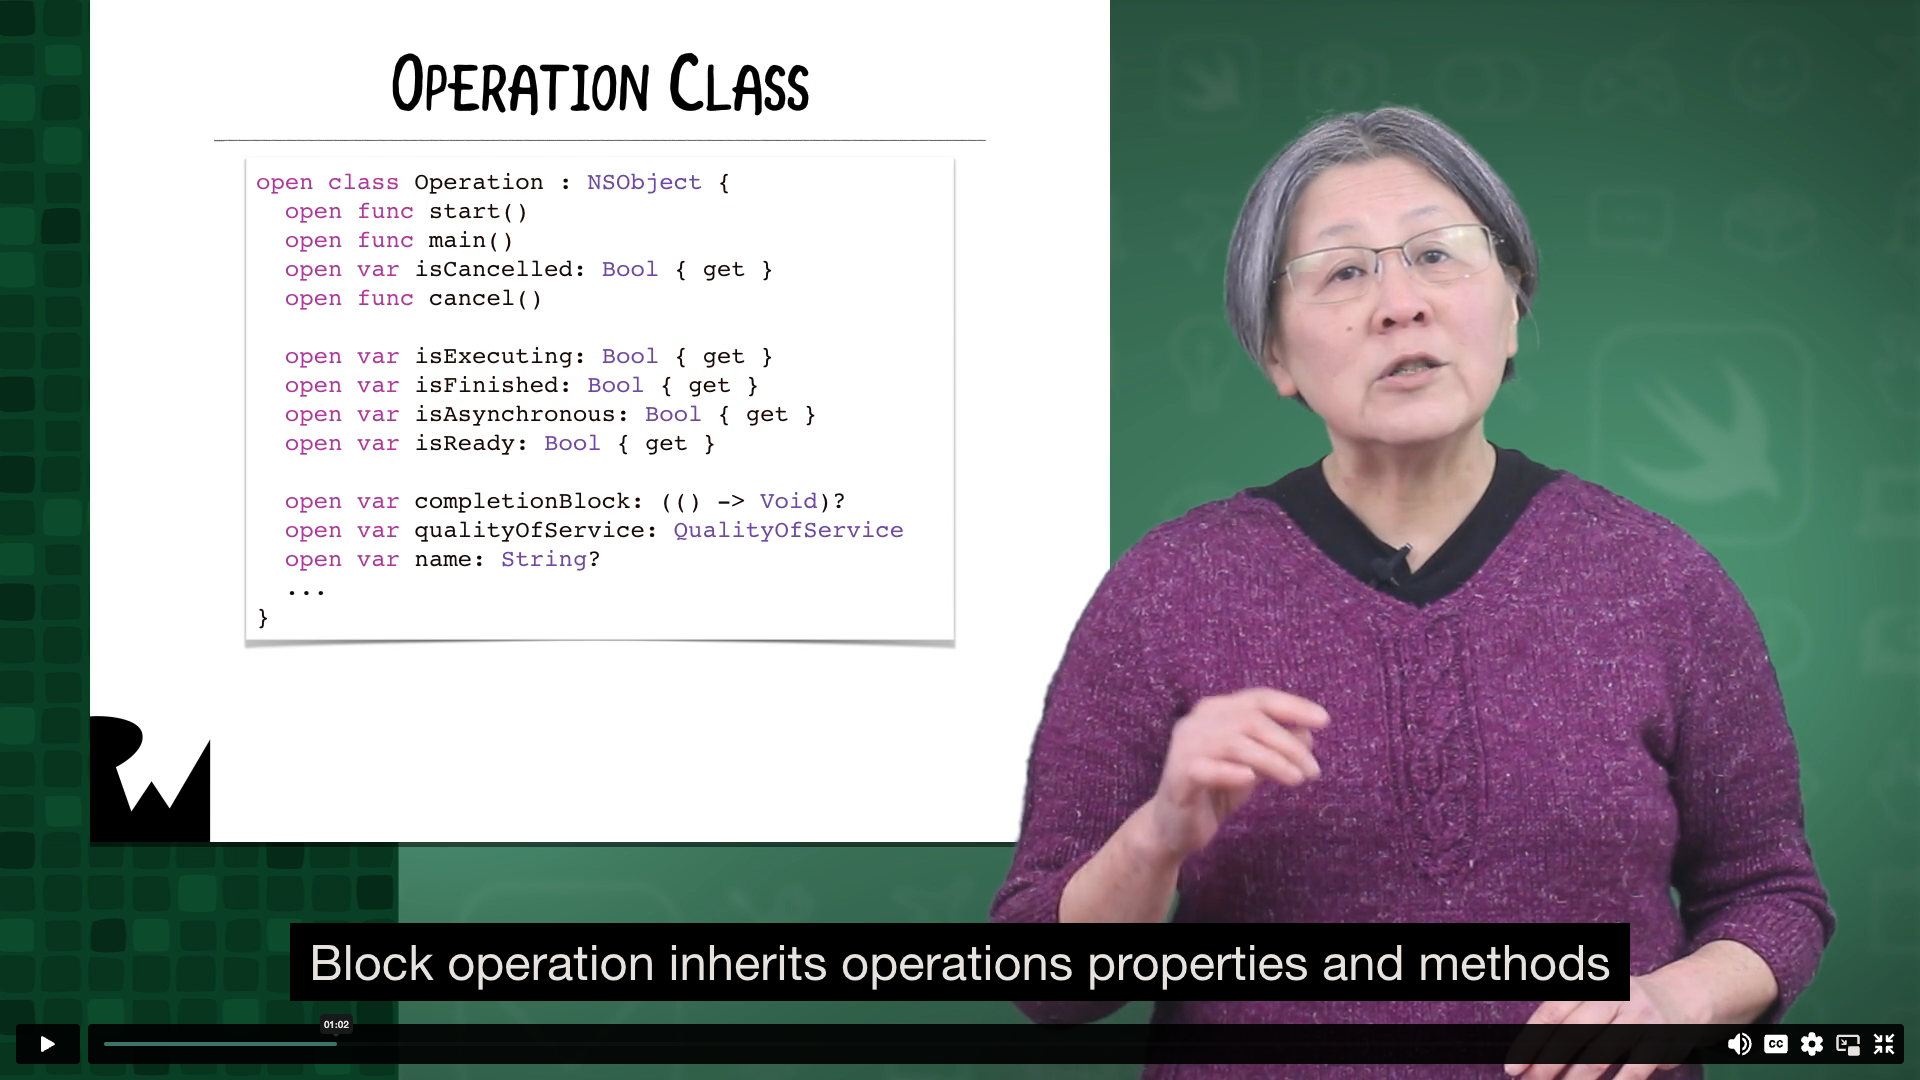 OPERATION CLASS
open class Operation : NSObject {
open func start()
open func main()
open var isCancelled: Bool { get }
open func cancel()
open var isExecuting: Bool { get }
open var isFinished: Bool { get }
open var isAsynchronous: Bool { get }
open var isReady: Bool { get }
open var completionBlock: (() -> Void)?
open var qualityOfService: QualityOfService
open var name: String?
...
}
RW
Block operation inherits operations properties and methods
01:02
CC